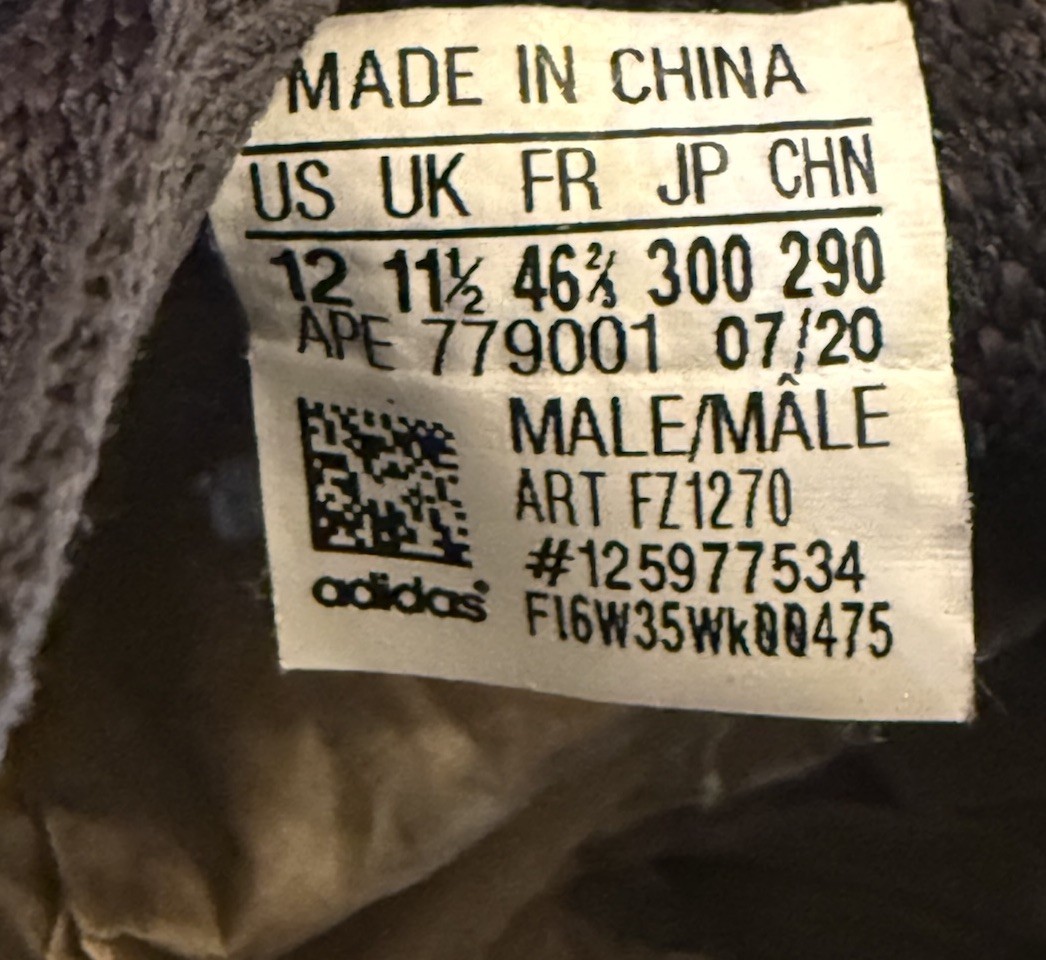 MADE IN CHINA
US UK FR JP CHN
12 11½ 46⅔ 300 290
APE 779001 07/20
MALE/MÂLE
ART FZ1270
#125977534
FI6W35Wk00475
adidas